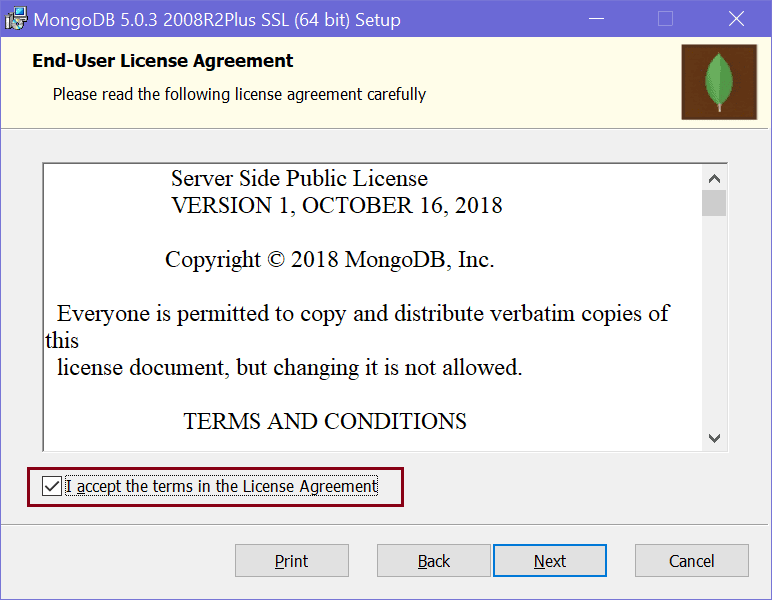 MongoDB 5.0.3 2008R2Plus SSL (64 bit) Setup
End-User License Agreement
Please read the following license agreement carefully
Server Side Public License
VERSION 1, OCTOBER 16, 2018
Copyright © 2018 MongoDB, Inc.
Everyone is permitted to copy and distribute verbatim copies of
this
license document, but changing it is not allowed.
TERMS AND CONDITIONS
I accept the terms in the License Agreement
Print
Back
Next
Cancel